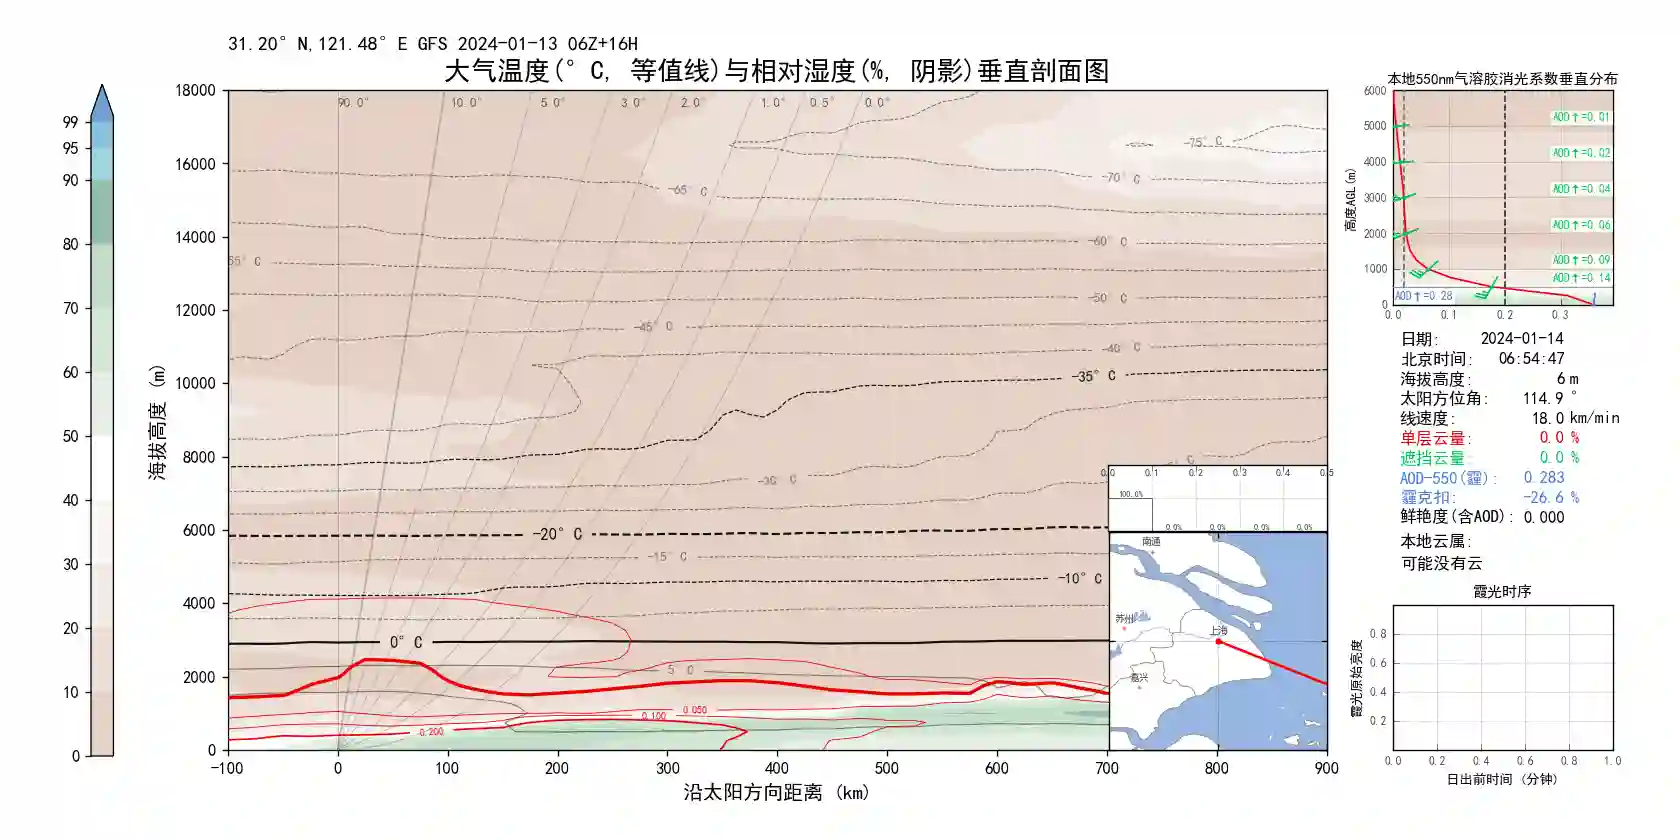 31.20° N,121.48° E GFS 2024-01-13 06Z+16H
大气温度(° C, 等值线)与相对湿度(%, 阴影)垂直剖面图
99
95
90
80
70
60
50
40
30
20
10
0
海拔高度 (m)
18000
16000
14000
12000
10000
8000
6000
4000
2000
0
90.0° 10.0° 5.0° 3.0° 2.0° 1.0° 0.5° 0.0°
-75° C
-70° C
-65° C
-60° C
55° C
-50° C
-45° C
-40° C
-35° C
-30 C
-20° C
-15° C
-10° C
0° C
5° C
0.050
0.100
0.200
-100 0 100 200 300 400 500 600 700 800 900
沿太阳方向距离 (km)
0.0 0.1 0.2 0.3 0.4 0.5
100.0%
0.0% 0.0% 0.0% 0.0%
南通
苏州
上海
嘉兴
本地550nm气溶胶消光系数垂直分布
高度AGL(m)
6000
5000
4000
3000
2000
1000
0
AOD↑=0.01
AOD↑=0.02
AOD↑=0.04
AOD↑=0.06
AOD↑=0.09
AOD↑=0.14
AOD↑=0.28
0.0 0.1 0.2 0.3
日期: 2024-01-14
北京时间: 06:54:47
海拔高度: 6 m
太阳方位角: 114.9 °
线速度: 18.0 km/min
单层云量: 0.0 %
遮挡云量: 0.0 %
AOD-550(霾): 0.283
霾克扣: -26.6 %
鲜艳度(含AOD): 0.000
本地云属:
可能没有云
霞光时序
霞光原始亮度
0.8
0.6
0.4
0.2
0.0 0.2 0.4 0.6 0.8 1.0
日出前时间 (分钟)